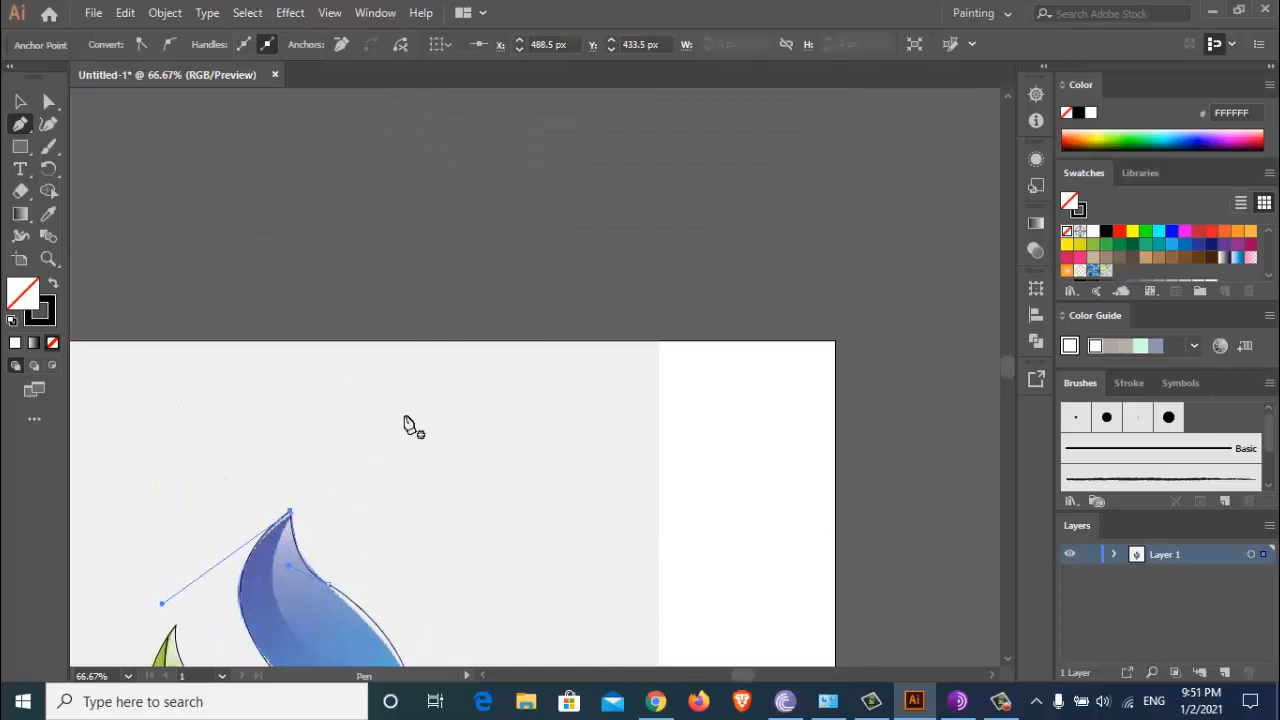 Ai File Edit Object Type Select Effect View Window Help Painting Search Adobe Stock
Anchor Point Convert: Handles: Anchors: X: 488.5 px Y: 433.5 px W: H:
Untitled-1* @ 66.67% (RGB/Preview)
Color
FFFFFF
Swatches Libraries
Color Guide
Brushes Stroke Symbols
Basic
Layers
Layer 1
66.67% 1 Pen 1 Layer
Type here to search Ai ENG 9:51 PM
1/2/2021